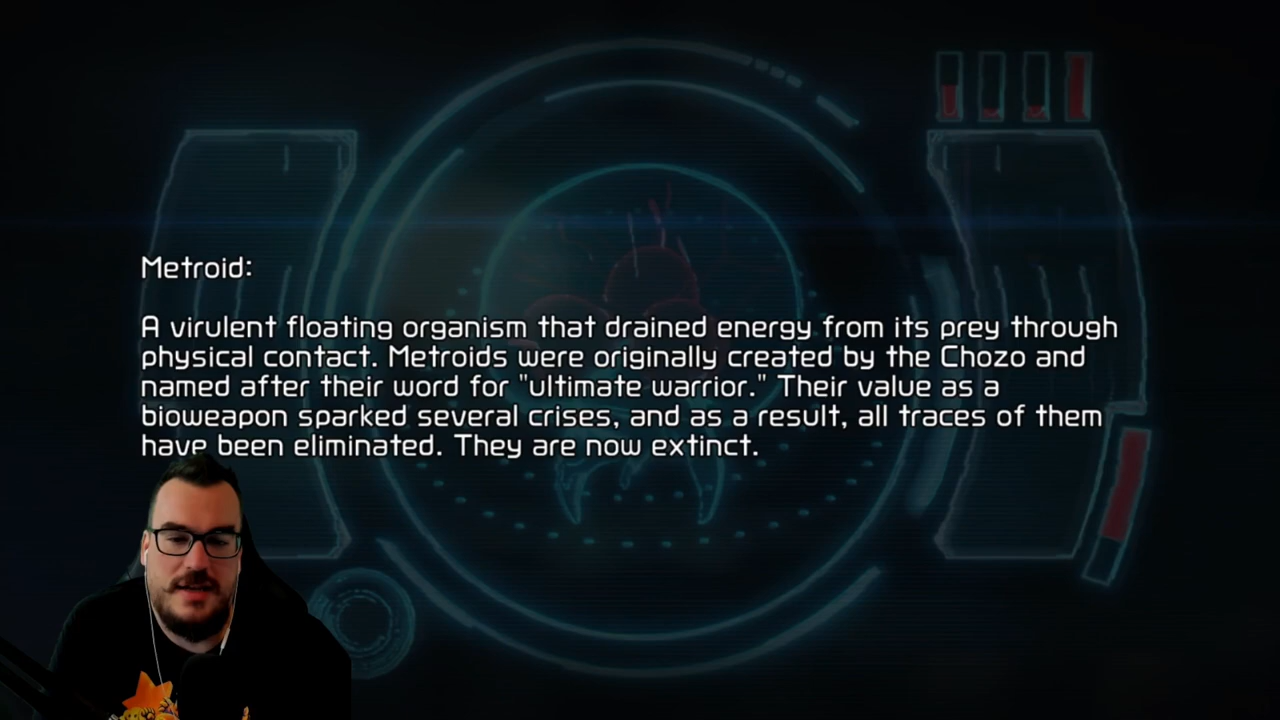 Metroid:
A virulent floating organism that drained energy from its prey through
physical contact. Metroids were originally created by the Chozo and
named after their word for "ultimate warrior." Their value as a
bioweapon sparked several crises, and as a result, all traces of them
have been eliminated. They are now extinct.